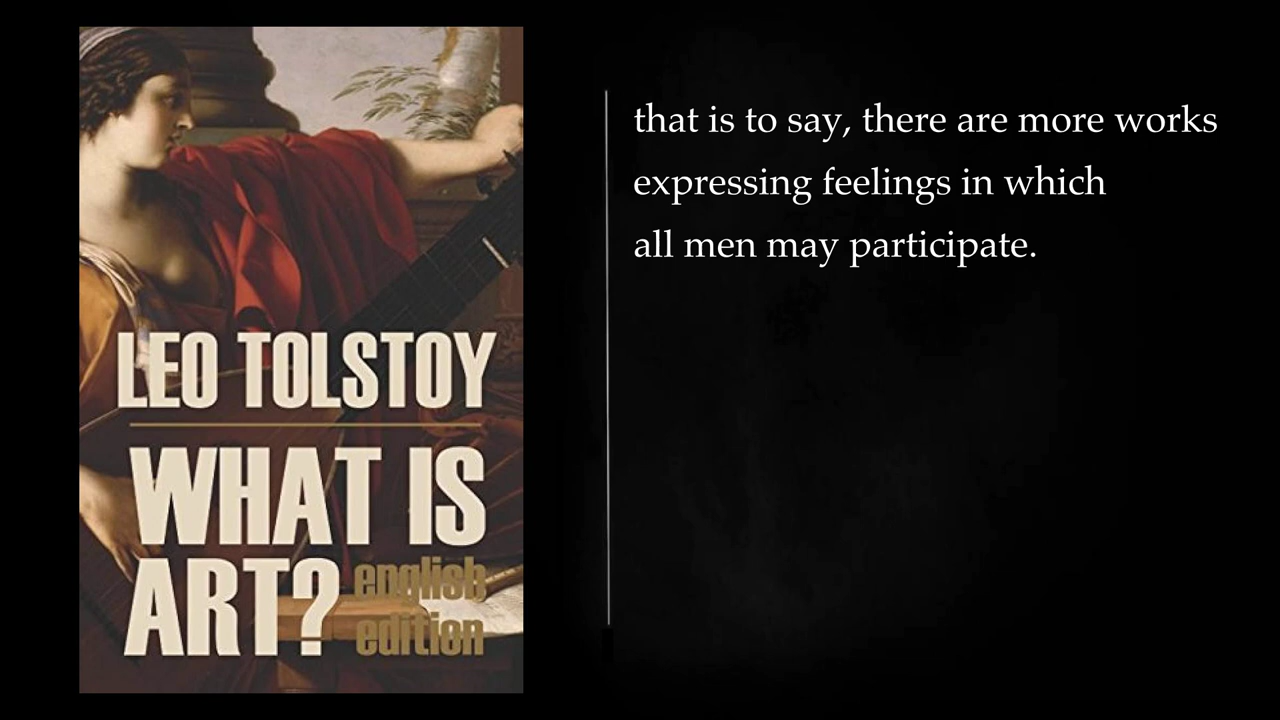 LEO TOLSTOY
WHAT IS
ART?
english
edition
that is to say, there are more works
expressing feelings in which
all men may participate.